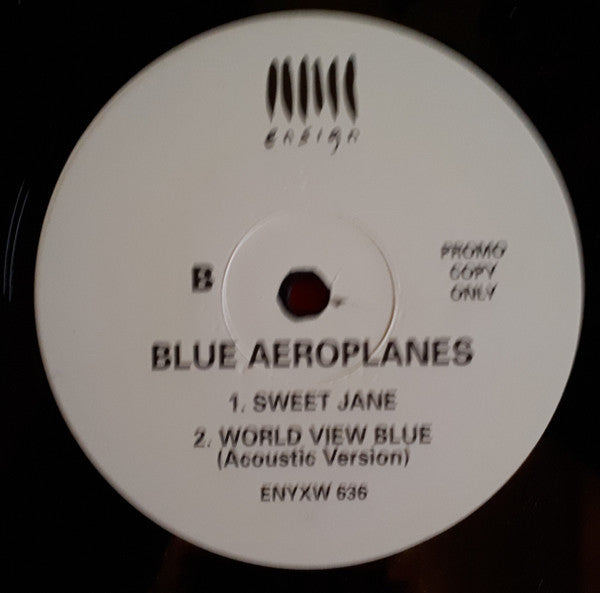 ensign
B
PROMO
COPY
ONLY
BLUE AEROPLANES
1. SWEET JANE
2. WORLD VIEW BLUE
(Acoustic Version)
ENYXW 636